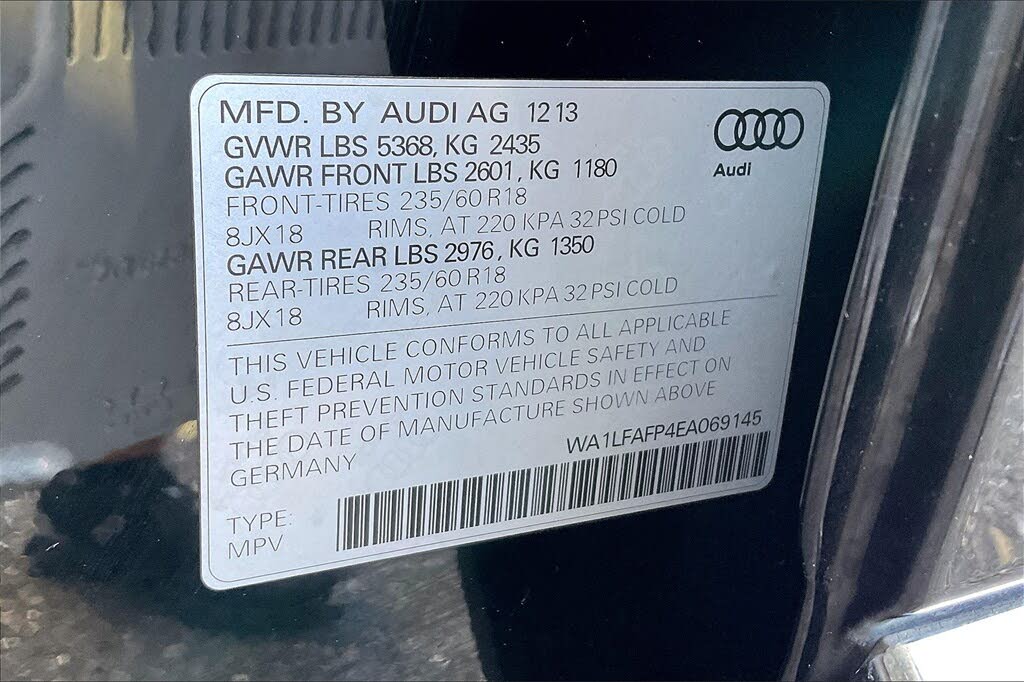 MFD. BY AUDI AG 12 13
GVWR LBS 5368, KG 2435
GAWR FRONT LBS 2601, KG 1180
FRONT-TIRES 235/60 R18
8JX18 RIMS, AT 220 KPA 32 PSI COLD
GAWR REAR LBS 2976, KG 1350
REAR-TIRES 235/60 R18
8JX18 RIMS, AT 220 KPA 32 PSI COLD
Audi
THIS VEHICLE CONFORMS TO ALL APPLICABLE
U.S. FEDERAL MOTOR VEHICLE SAFETY AND
THEFT PREVENTION STANDARDS IN EFFECT ON
THE DATE OF MANUFACTURE SHOWN ABOVE
GERMANY
WA1LFAFP4EA069145
TYPE:
MPV